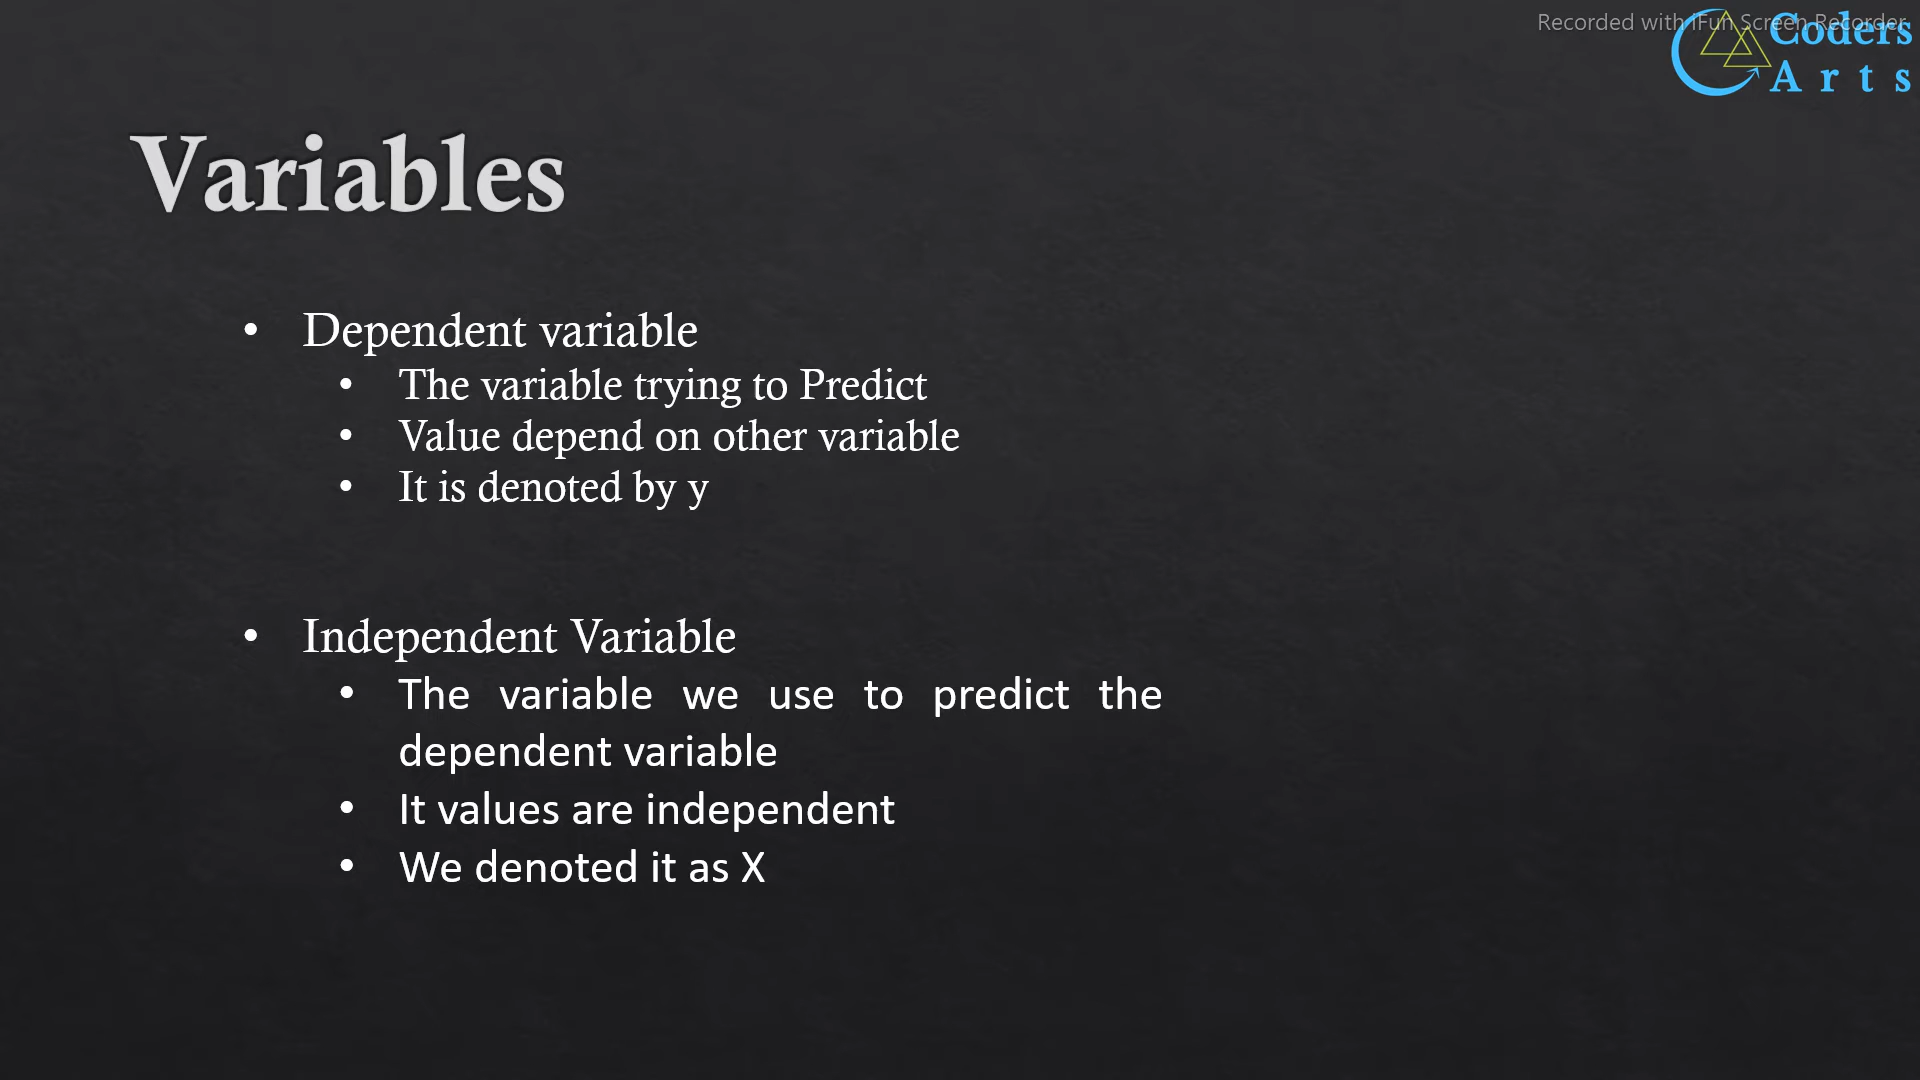 Recorded with iFun Screen Recorder
Coders
Arts
Variables
• Dependent variable
• The variable trying to Predict
• Value depend on other variable
• It is denoted by y
• Independent Variable
• The variable we use to predict the
dependent variable
• It values are independent
• We denoted it as X